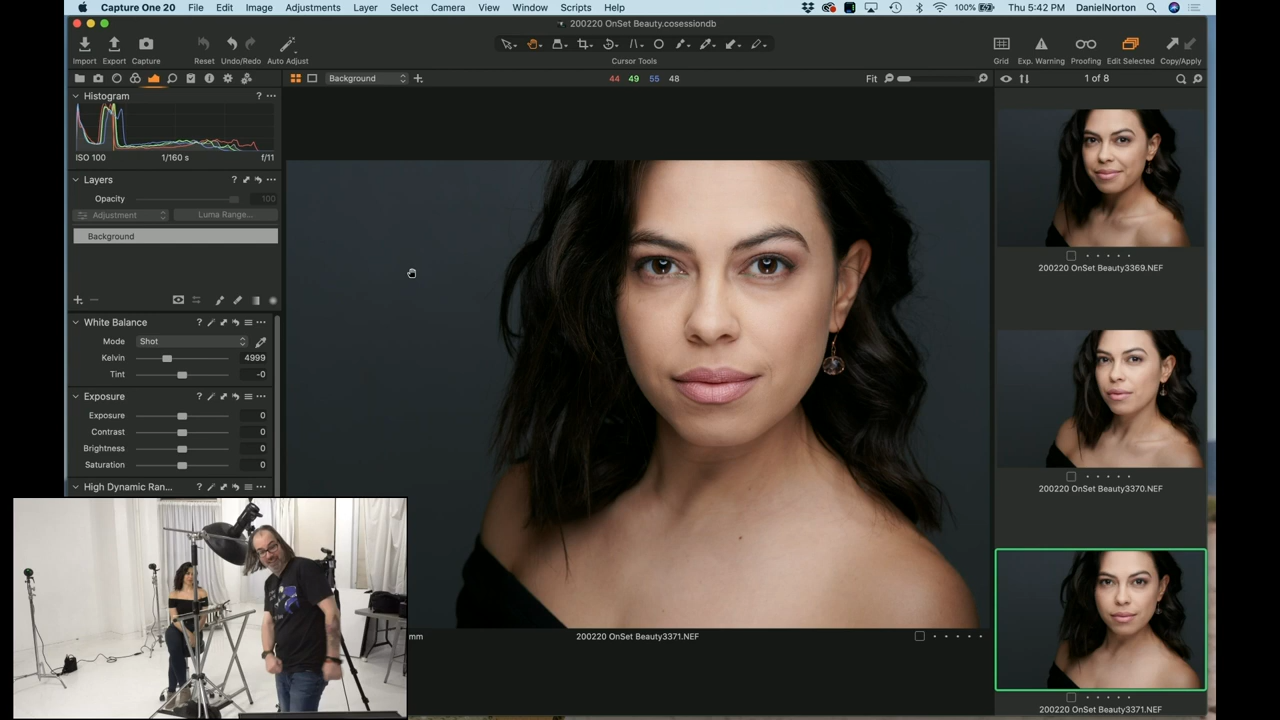 Capture One 20 File Edit Image Adjustments Layer Select Camera View Window Scripts Help 100% Thu 5:42 PM DanielNorton
200220 OnSet Beauty.cosessiondb
Import Export Capture Reset Undo/Redo Auto Adjust Cursor Tools Grid Exp. Warning Proofing Edit Selected Copy/Apply
Background 44 49 55 48 Fit 1 of 8
Histogram ?
ISO 100 1/160 s f/11
Layers ?
Opacity 100
Adjustment Luma Range...
Background
White Balance ?
Mode Shot
Kelvin 4999
Tint -0
Exposure ?
Exposure 0
Contrast 0
Brightness 0
Saturation 0
High Dynamic Ran... ?
mm 200220 OnSet Beauty3371.NEF
200220 OnSet Beauty3369.NEF
200220 OnSet Beauty3370.NEF
200220 OnSet Beauty3371.NEF